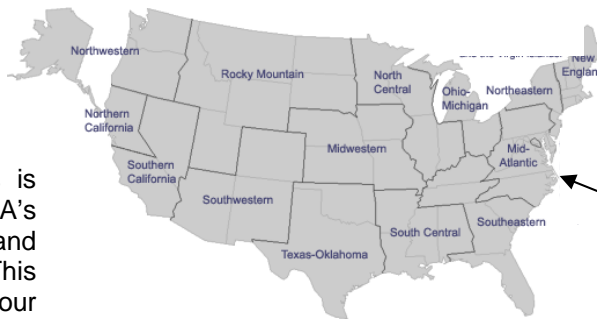 Northwestern
Rocky Mountain
North
Central
New
England
Ohio-
Michigan
Northeastern
Northern
California
Midwestern
Mid-
Atlantic
Southern
California
Southwestern
South Central
Southeastern
Texas-Oklahoma
is
A's
and
This
our